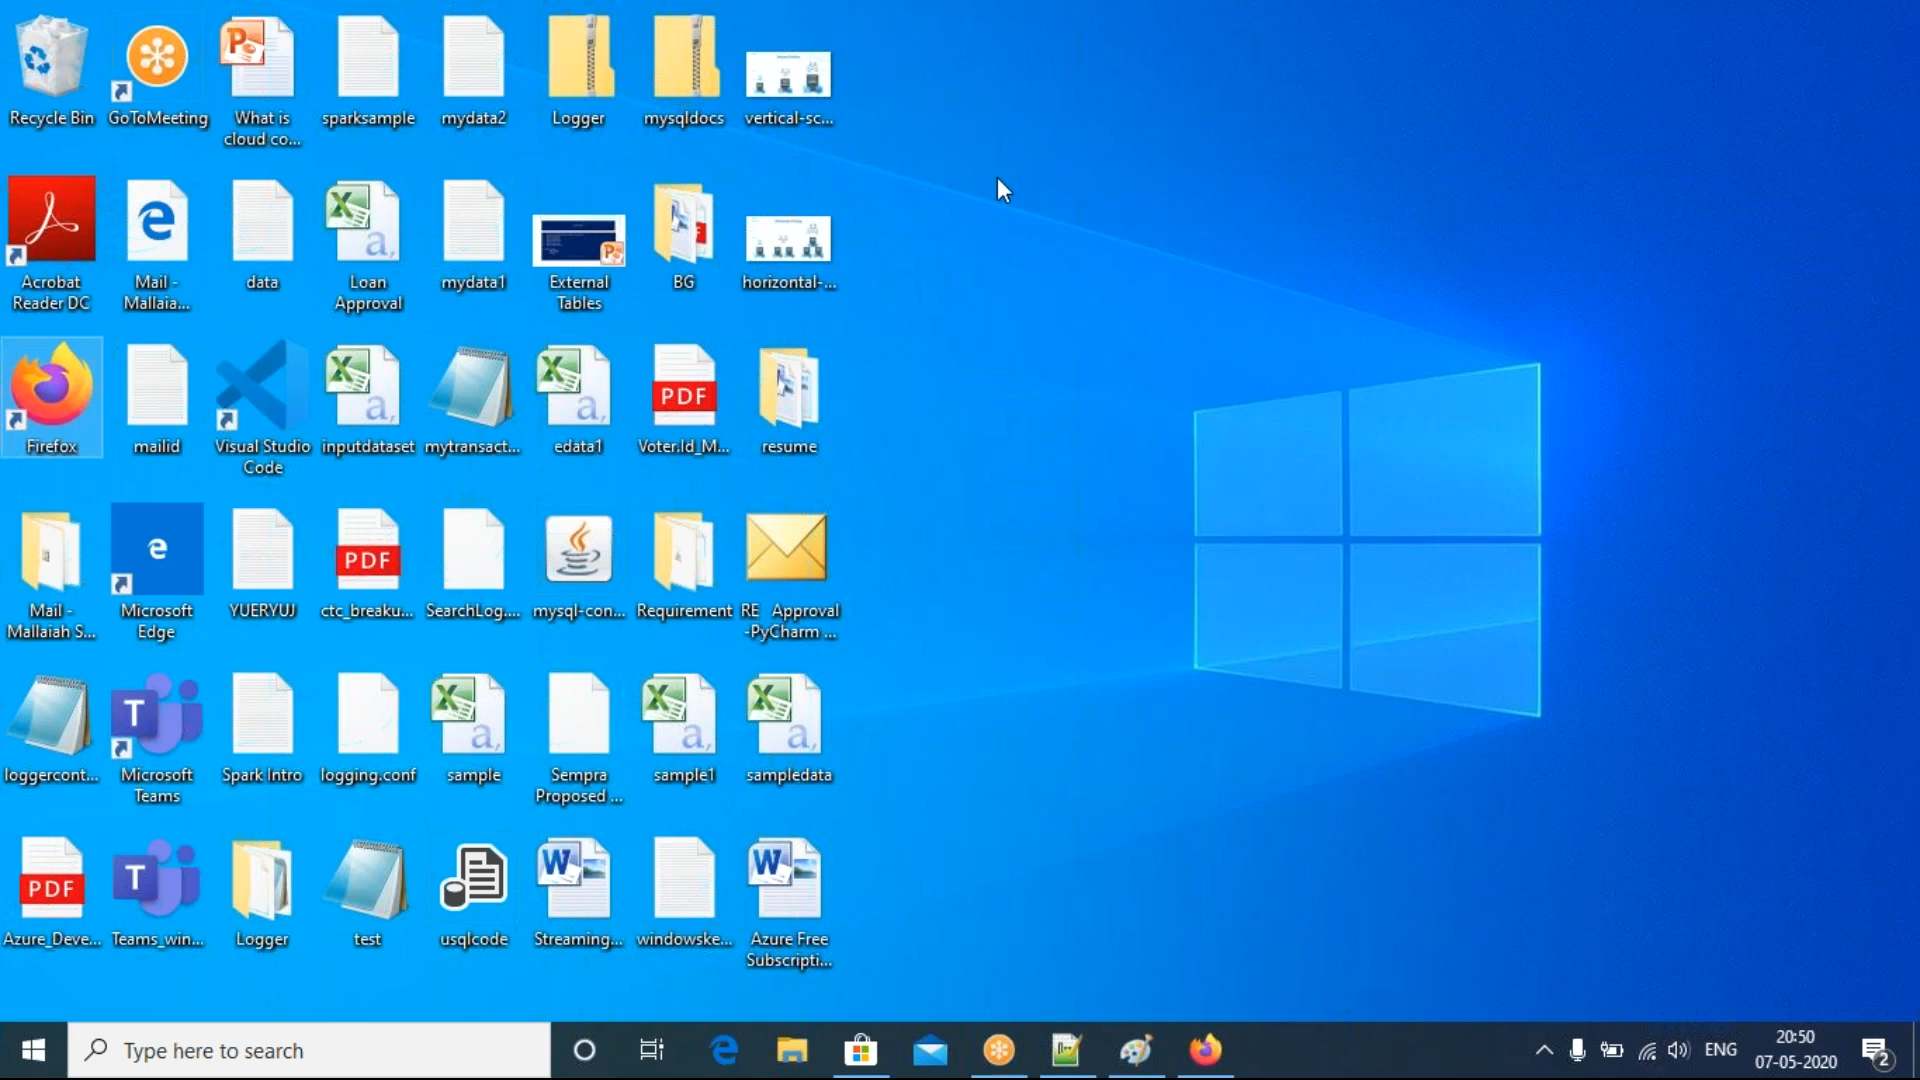 Recycle Bin
GoToMeeting
What is
cloud co...
sparksample
mydata2
Logger
mysqldocs
vertical-sc...
Acrobat
Reader DC
Mail -
Mallaia...
data
Loan
Approval
mydata1
External
Tables
BG
horizontal-...
Firefox
mailid
Visual Studio
Code
inputdataset
mytransact...
edata1
PDF
Voter.Id_M...
resume
Mail -
Mallaiah S...
Microsoft
Edge
YUERYUJ
PDF
ctc_breaku...
SearchLog....
mysql-con...
Requirement
RE Approval
-PyCharm ...
loggercont...
Microsoft
Teams
Spark Intro
logging.conf
sample
Sempra
Proposed ...
sample1
sampledata
PDF
Azure_Deve...
Teams_win...
Logger
test
usqlcode
Streaming...
windowske...
Azure Free
Subscripti...
Type here to search
ENG
20:50
07-05-2020
2